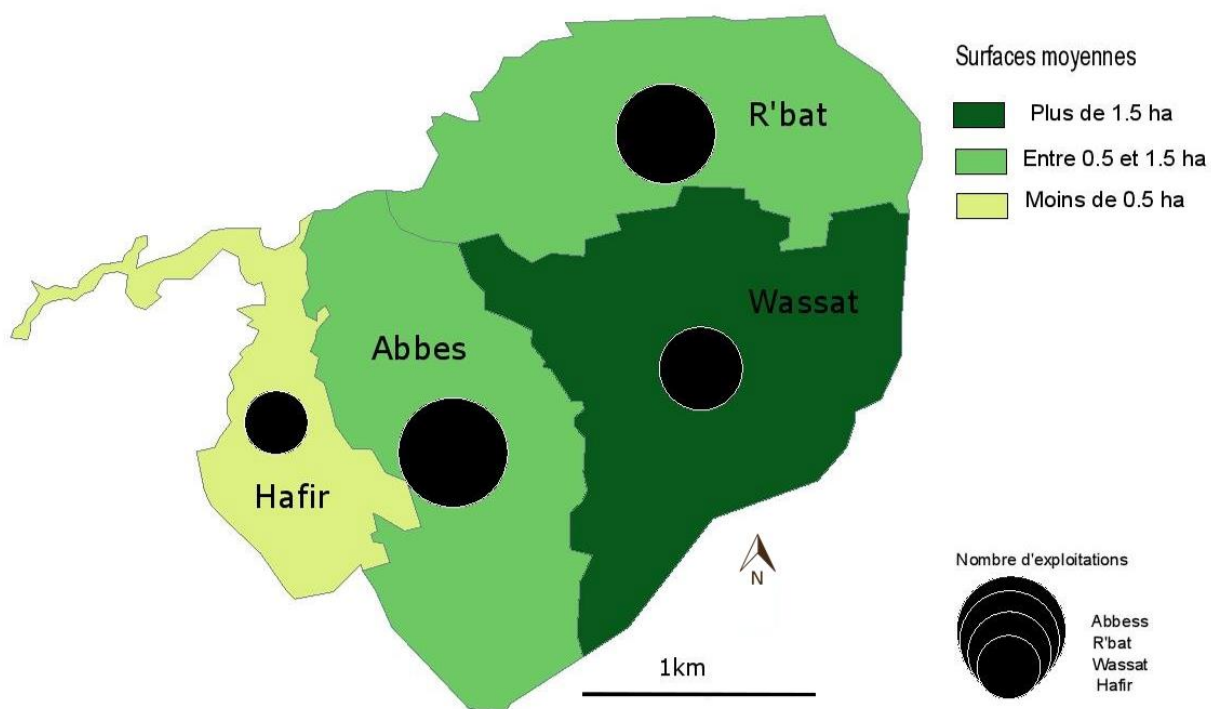 R'bat
Wassat
Abbes
Hafir
N
1km
Surfaces moyennes
Plus de 1.5 ha
Entre 0.5 et 1.5 ha
Moins de 0.5 ha
Nombre d'exploitations
Abbess
R'bat
Wassat
Hafir